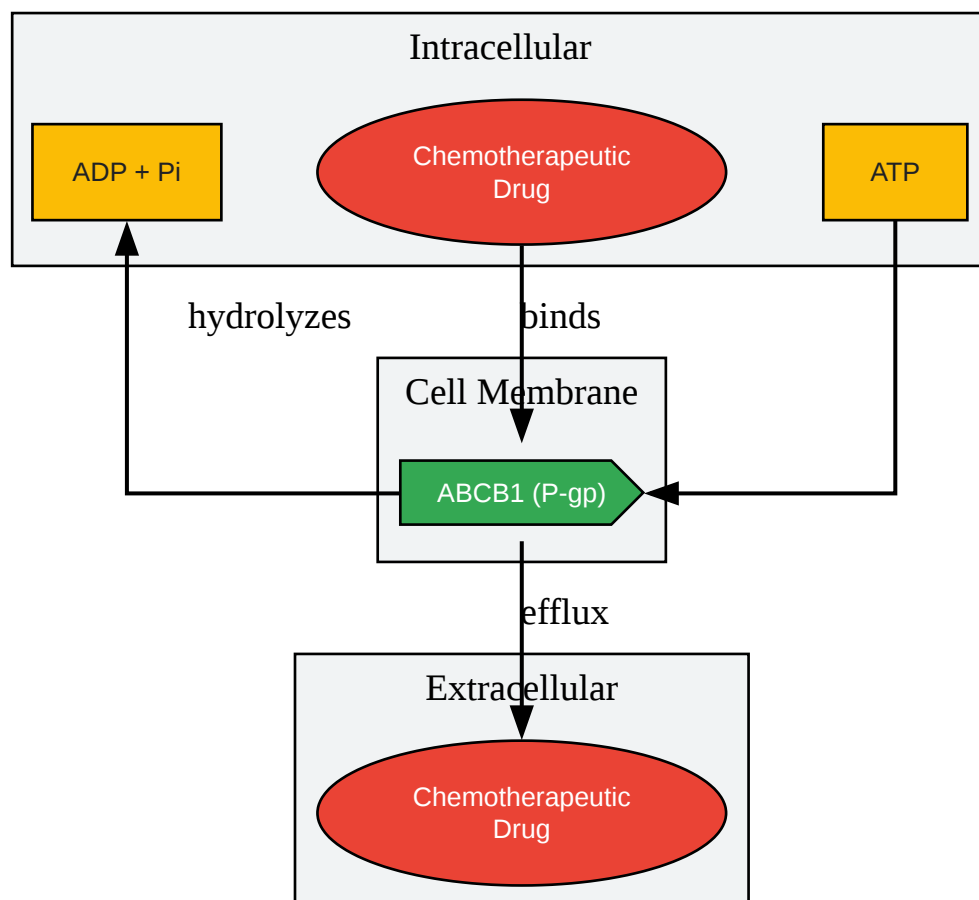 Intracellular
ADP + Pi
Chemotherapeutic
Drug
ATP
hydrolyzes
binds
Cell Membrane
ABCB1 (P-gp)
efflux
Extracellular
Chemotherapeutic
Drug